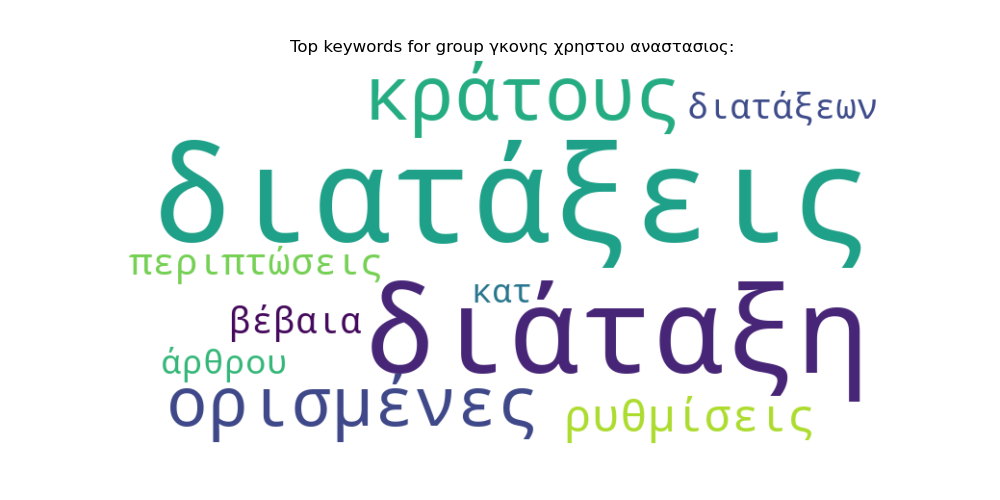 Top keywords for group γκονης χρηστου αναστασιος:
κράτους διατάξεων
διατάξεις
περιπτώσεις
κατ
βέβαια διάταξη
άρθρου
ορισμένες ρυθμίσεις